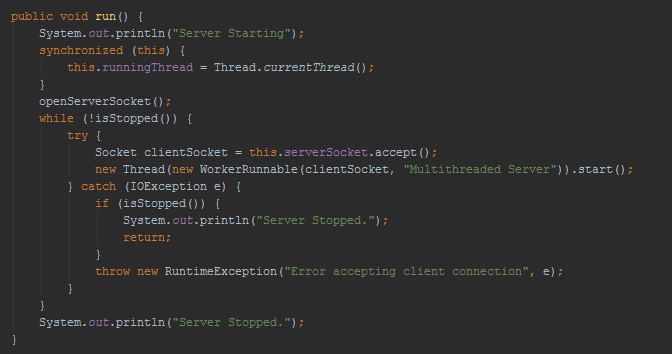 public void run() {
    System.out.println("Server Starting");
    synchronized (this) {
        this.runningThread = Thread.currentThread();
    }
    openServerSocket();
    while (!isStopped()) {
        try {
            Socket clientSocket = this.serverSocket.accept();
            new Thread(new WorkerRunnable(clientSocket, "Multithreaded Server")).start();
        } catch (IOException e) {
            if (isStopped()) {
                System.out.println("Server Stopped.");
                return;
            }
            throw new RuntimeException("Error accepting client connection", e);
        }
    }
    System.out.println("Server Stopped.");
}